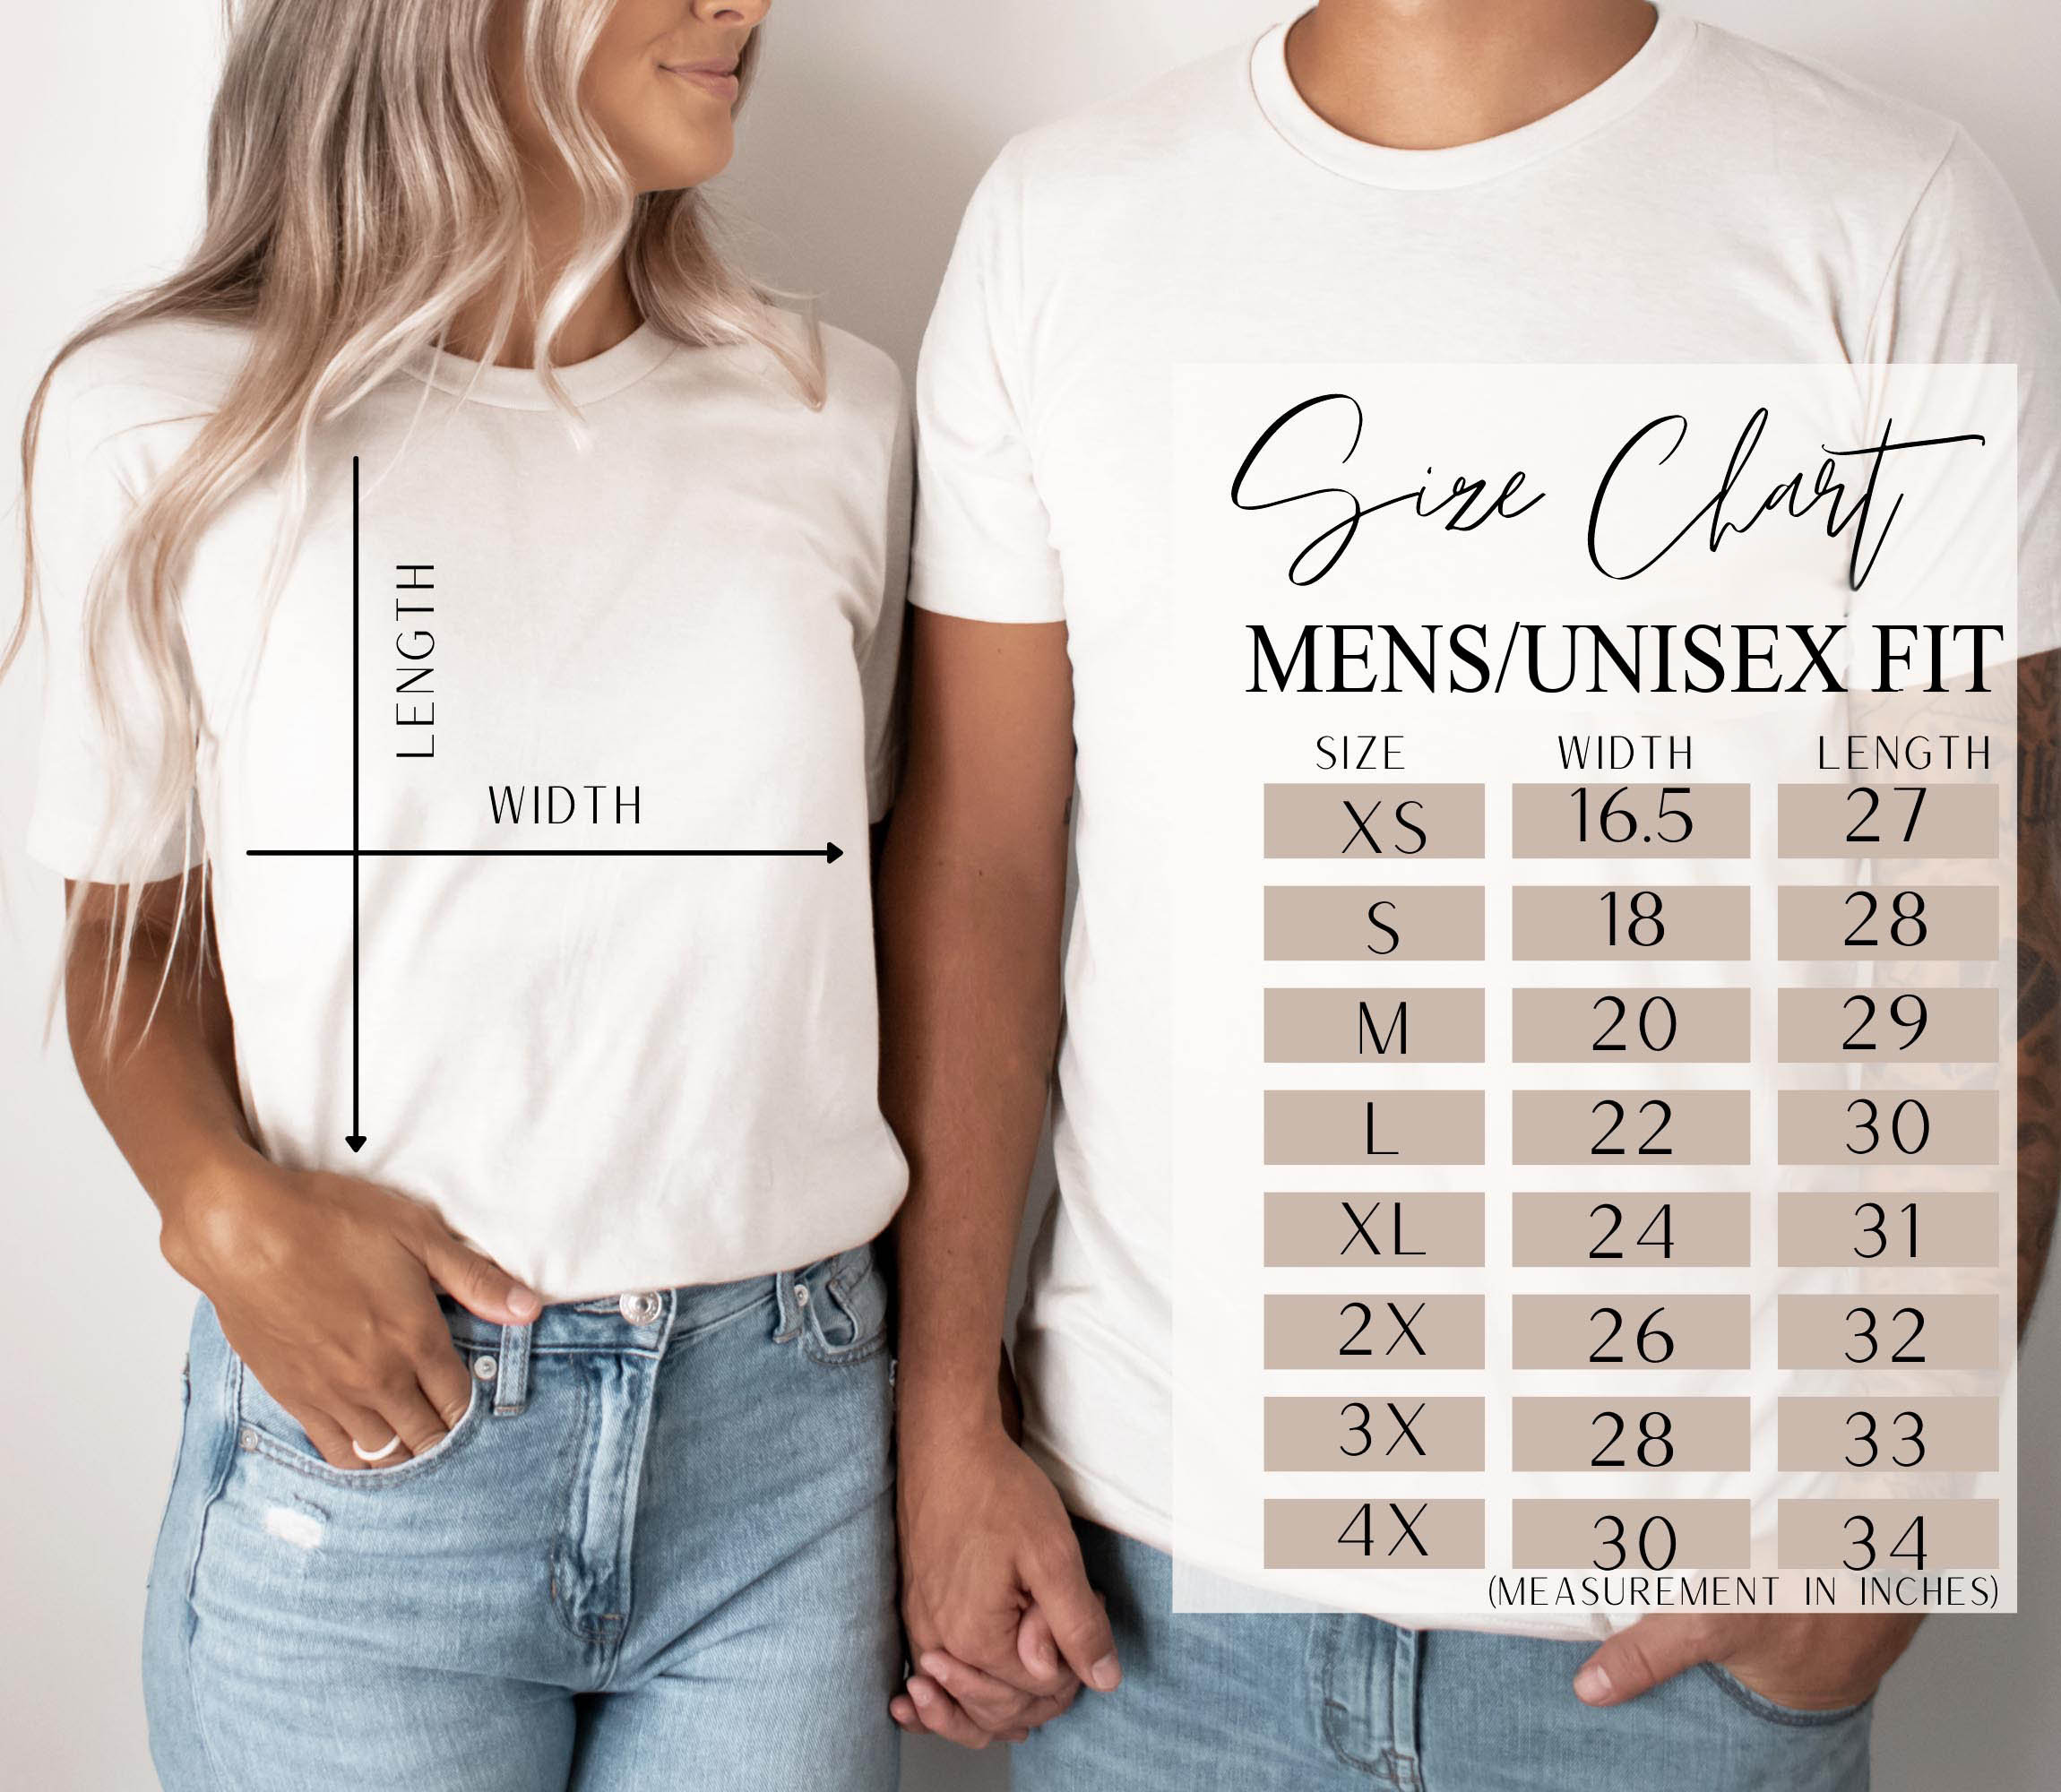 LENGTH
WIDTH
Size Chart
MENS/UNISEX FIT
SIZE WIDTH LENGTH
XS 16.5 27
S 18 28
M 20 29
L 22 30
XL 24 31
2X 26 32
3X 28 33
4X 30 34
(MEASUREMENT IN INCHES)